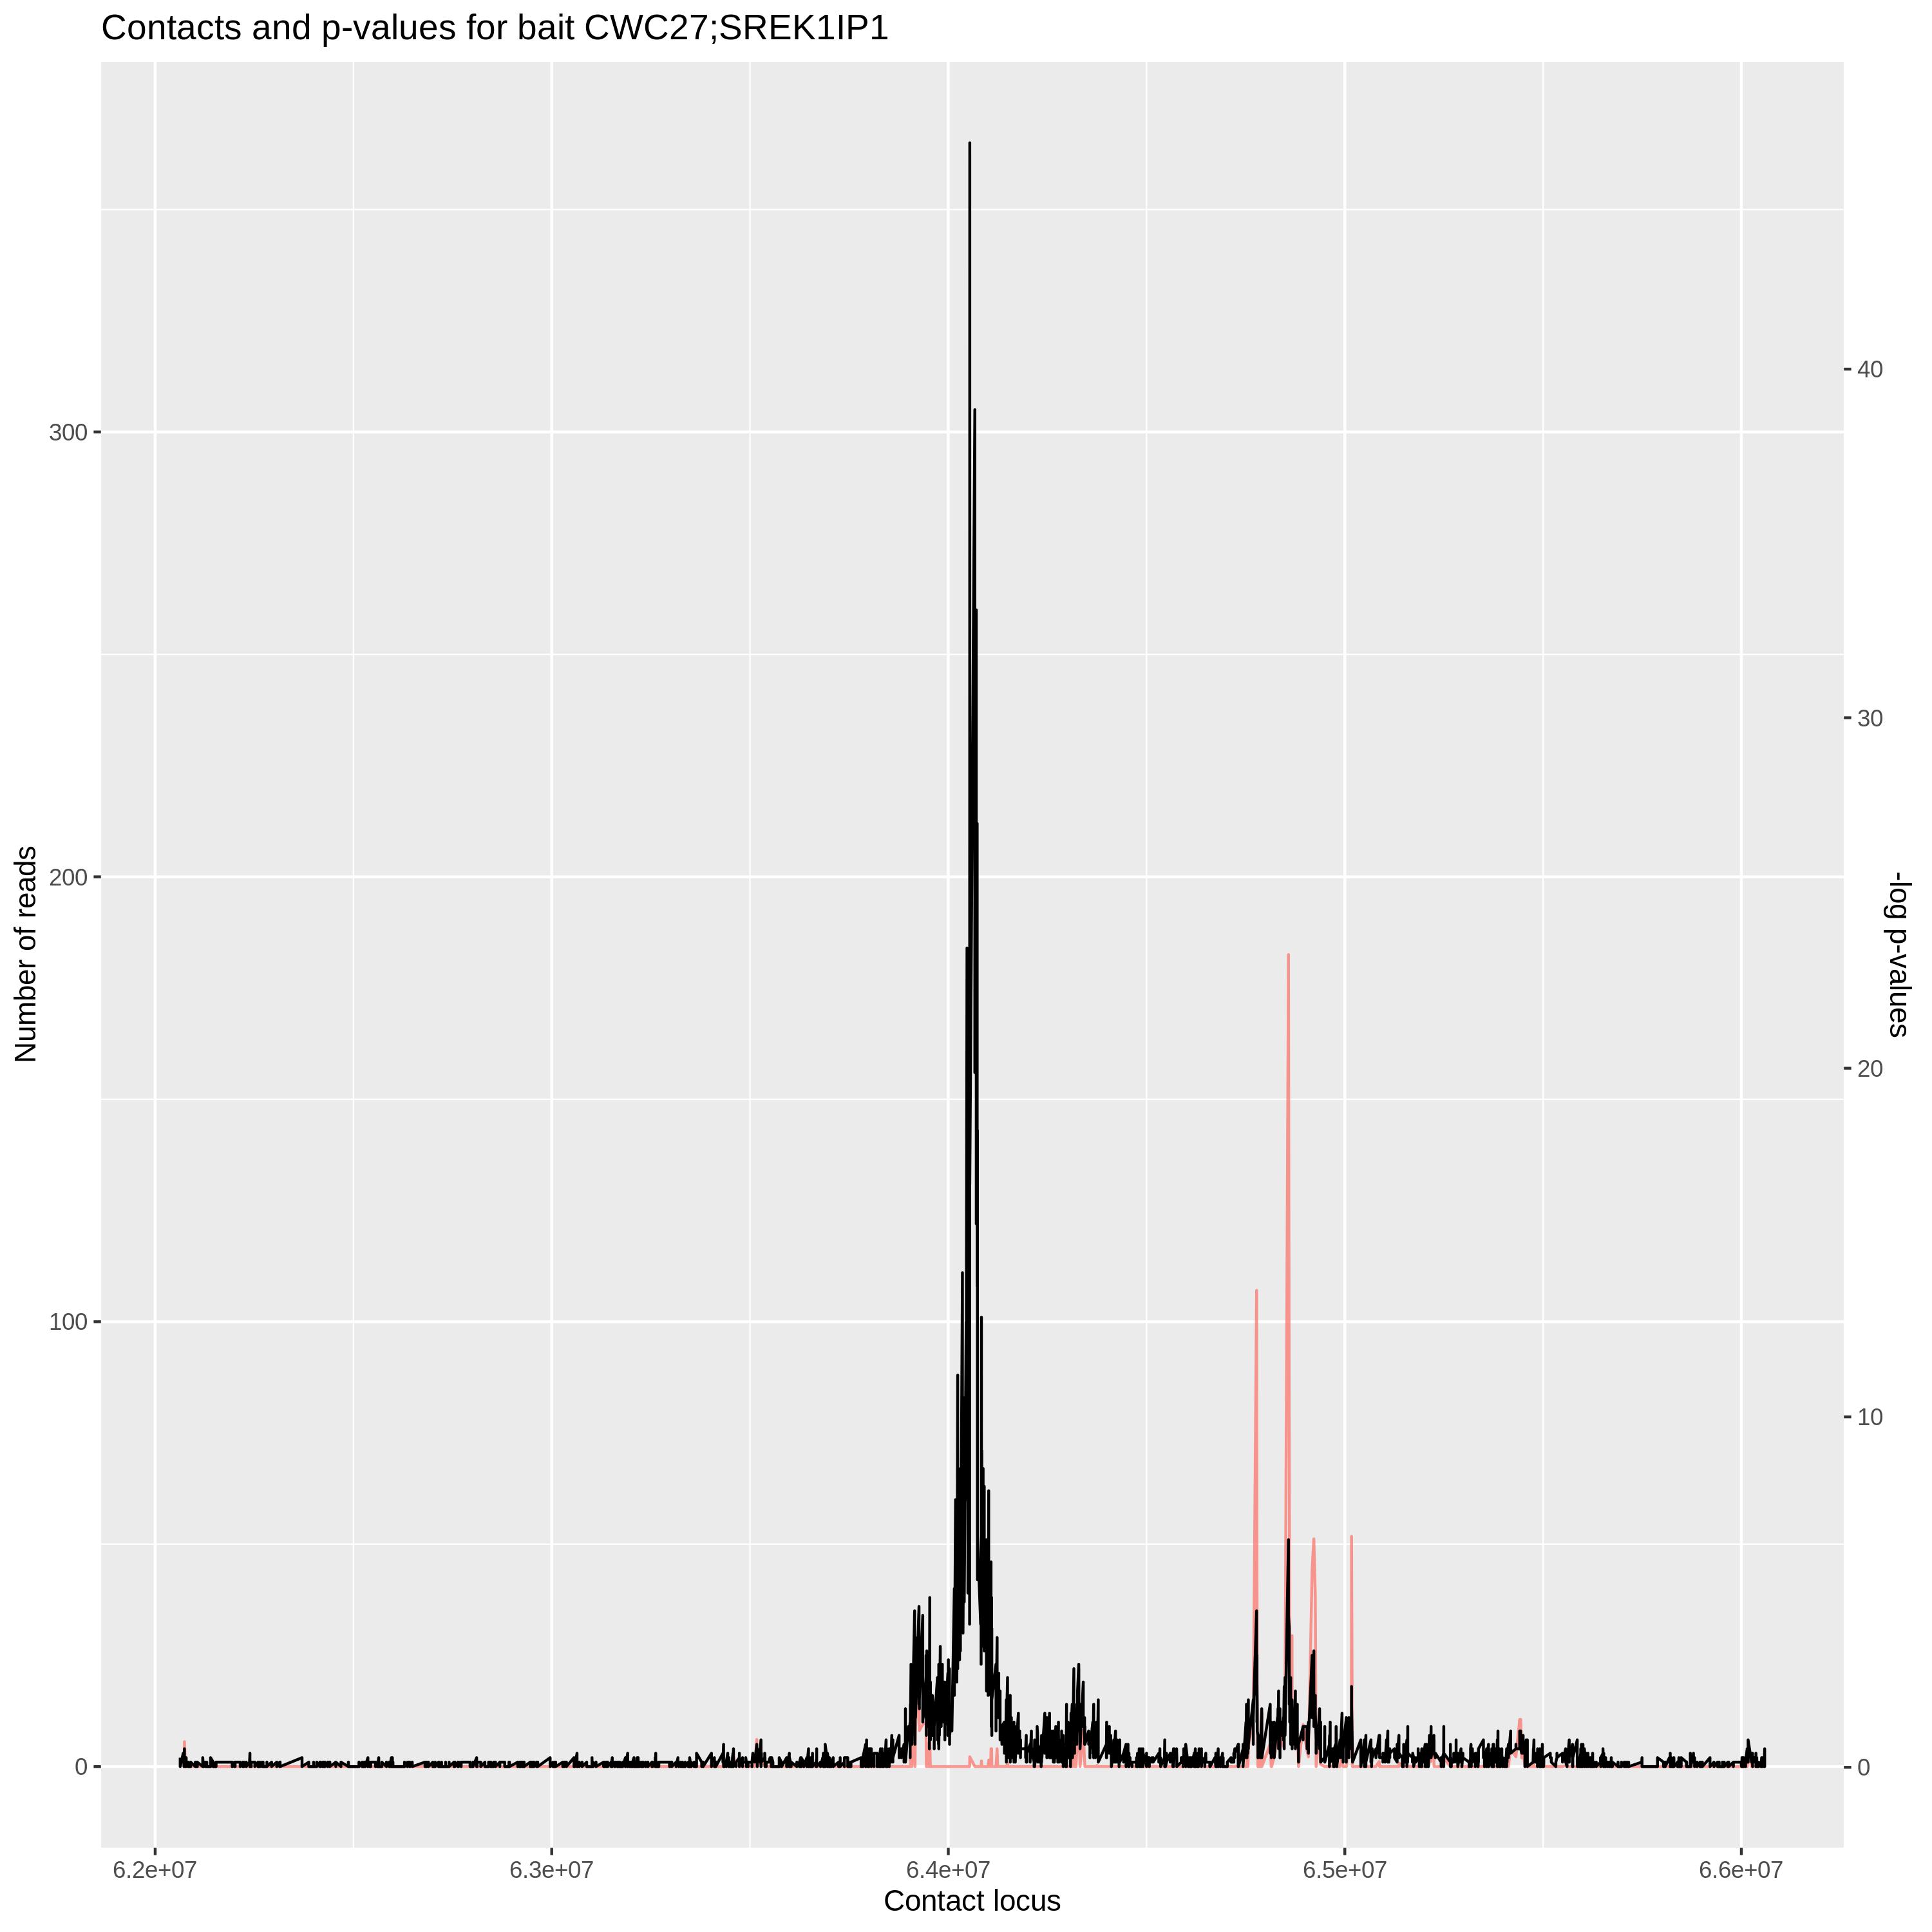 Contacts and p-values for bait CWC27;SREK1IP1
Number of reads
300
200
100
0
40
30
20
10
0
-log p-values
6.2e+07
6.3e+07
6.4e+07
6.5e+07
6.6e+07
Contact locus